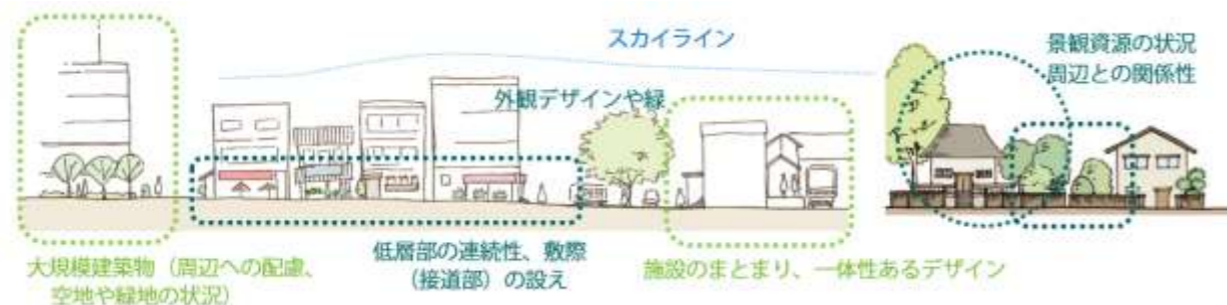 スカイライン
景観資源の状況
周辺との関係性
外観デザインや緑
低層部の連続性、敷際
（接道部）の設え
大規模建築物（周辺への配慮、
空地や緑地の状況）
施設のまとまり、一体性あるデザイン